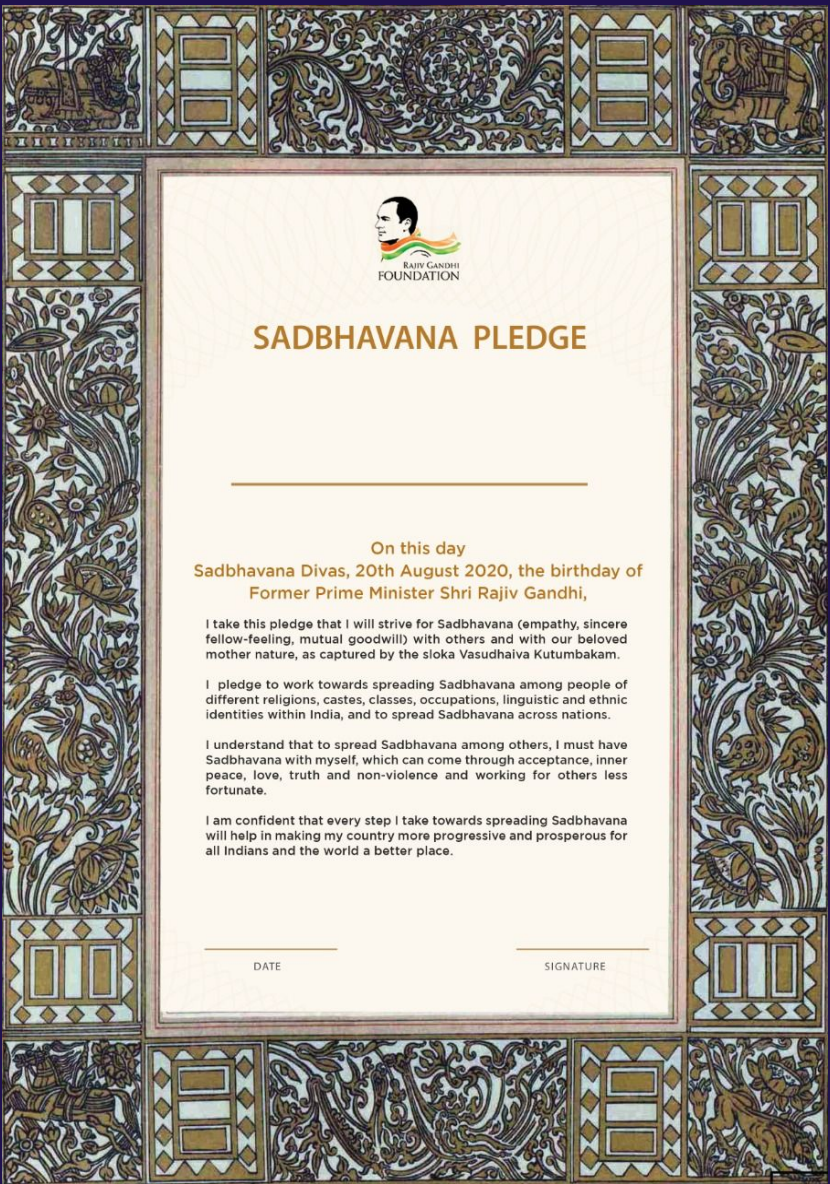 RAJIV GANDHI
FOUNDATION
SADBHAVANA PLEDGE
On this day
Sadbhavana Divas, 20th August 2020, the birthday of
Former Prime Minister Shri Rajiv Gandhi,
I take this pledge that I will strive for Sadbhavana (empathy, sincere
fellow-feeling, mutual goodwill) with others and with our beloved
mother nature, as captured by the sloka Vasudhaiva Kutumbakam.
I pledge to work towards spreading Sadbhavana among people of
different religions, castes, classes, occupations, linguistic and ethnic
identities within India, and to spread Sadbhavana across nations.
I understand that to spread Sadbhavana among others, I must have
Sadbhavana with myself, which can come through acceptance, inner
peace, love, truth and non-violence and working for others less
fortunate.
I am confident that every step I take towards spreading Sadbhavana
will help in making my country more progressive and prosperous for
all Indians and the world a better place.
DATE
SIGNATURE